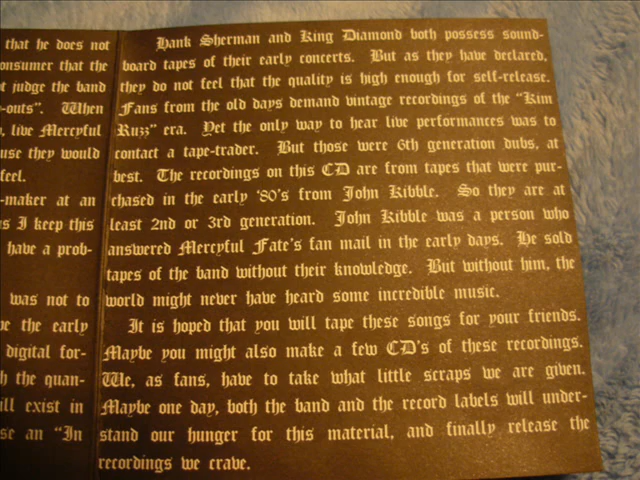 that he does not
onsumer that the
t judge the band
-outs". When
, live Mercyful
use they would
feel.
-maker at an
s I keep this
have a prob-
was not to
e the early
digital for-
h the quan-
ill exist in
se an "In
Hank Sherman and King Diamond both possess sound-
board tapes of their early concerts. But as they have declared,
they do not feel that the quality is high enough for self-release.
Fans from the old days demand vintage recordings of the "Kim
Ruzz" era. Yet the only way to hear live performances was to
contact a tape-trader. But those were 6th generation dubs, at
best. The recordings on this CD are from tapes that were pur-
chased in the early '80's from John Kibble. So they are at
least 2nd or 3rd generation. John Kibble was a person who
answered Mercyful Fate's fan mail in the early days. He sold
tapes of the band without their knowledge. But without him, the
world might never have heard some incredible music.
It is hoped that you will tape these songs for your friends.
Maybe you might also make a few CD's of these recordings.
We, as fans, have to take what little scraps we are given.
Maybe one day, both the band and the record labels will under-
stand our hunger for this material, and finally release the
recordings we crave.